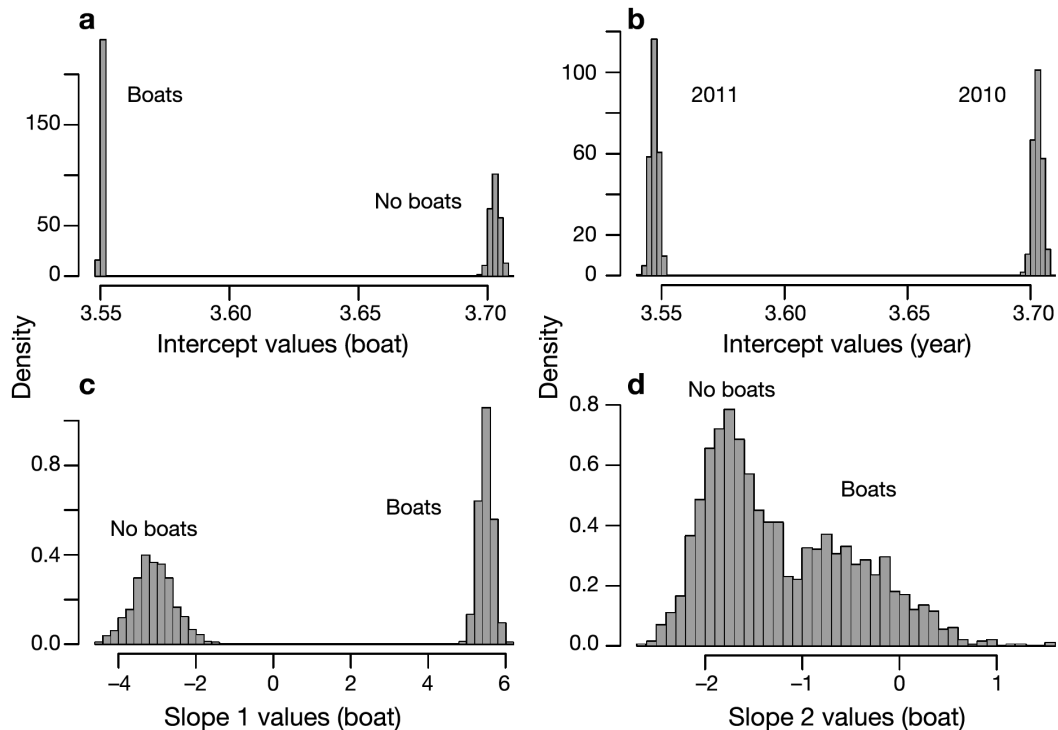 a
Boats
No boats
150
50
0
3.55 3.60 3.65 3.70
Intercept values (boat)
b
2011 2010
100
60
20
0
3.55 3.60 3.65 3.70
Intercept values (year)
Density
Density
c
No boats
Boats
0.8
0.4
0.0
−4 −2 0 2 4 6
Slope 1 values (boat)
d
No boats
Boats
0.8
0.6
0.4
0.2
0.0
−2 −1 0 1
Slope 2 values (boat)